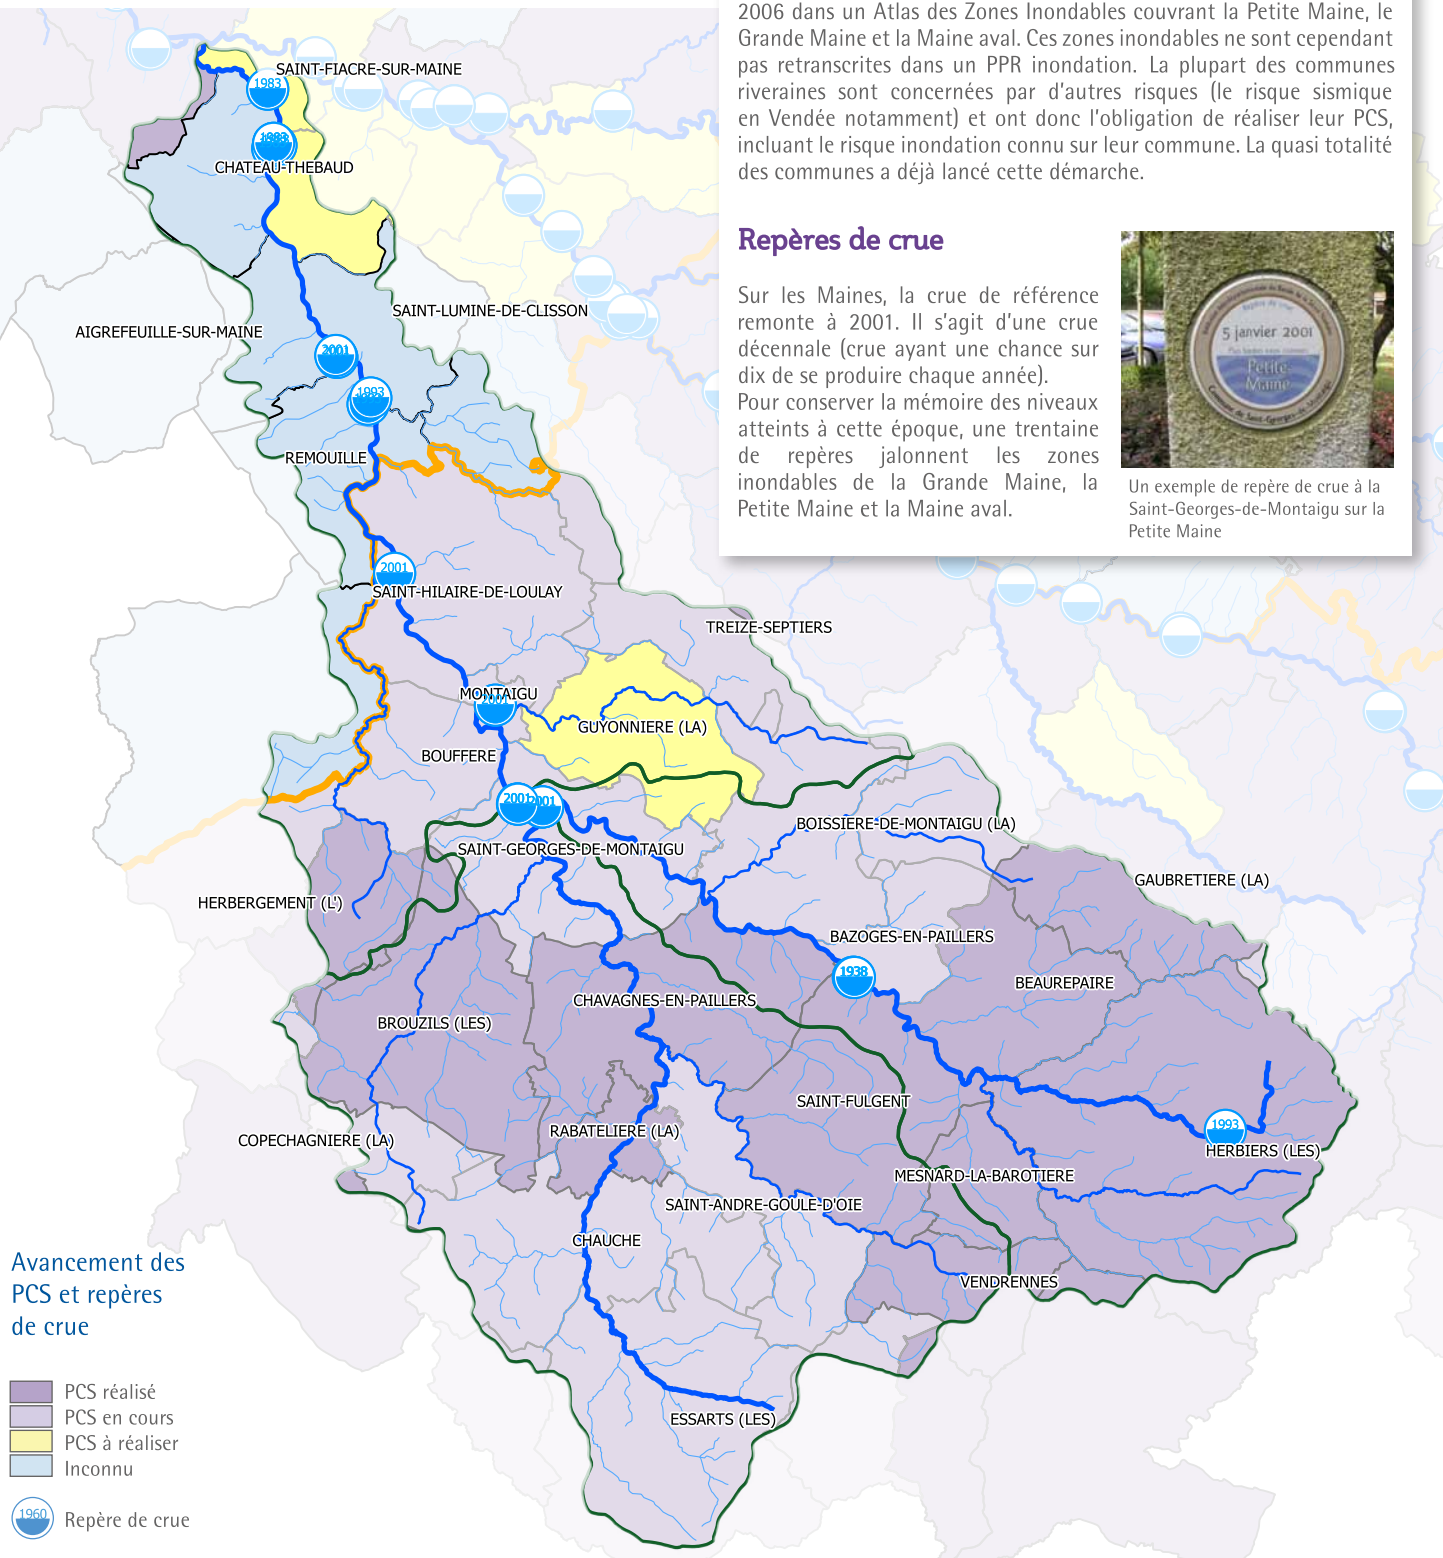 2006 dans un Atlas des Zones Inondables couvrant la Petite Maine, le
Grande Maine et la Maine aval. Ces zones inondables ne sont cependant
pas retranscrites dans un PPR inondation. La plupart des communes
riveraines sont concernées par d'autres risques (le risque sismique
en Vendée notamment) et ont donc l'obligation de réaliser leur PCS,
incluant le risque inondation connu sur leur commune. La quasi totalité
des communes a déjà lancé cette démarche.
Repères de crue
Sur les Maines, la crue de référence
remonte à 2001. Il s'agit d'une crue
décennale (crue ayant une chance sur
dix de se produire chaque année).
Pour conserver la mémoire des niveaux
atteints à cette époque, une trentaine
de repères jalonnent les zones
inondables de la Grande Maine, la
Petite Maine et la Maine aval.
Repère de crue
5 janvier 2001
Petite
Maine
Un exemple de repère de crue à la
Saint-Georges-de-Montaigu sur la
Petite Maine
SAINT-FIACRE-SUR-MAINE
1983
1993
CHATEAU-THEBAUD
SAINT-LUMINE-DE-CLISSON
AIGREFEUILLE-SUR-MAINE
2001
1993
REMOUILLE
2001
SAINT-HILAIRE-DE-LOULAY
TREIZE-SEPTIERS
MONTAIGU
2001
GUYONNIERE (LA)
BOUFFERE
2001
2001
BOISSIERE-DE-MONTAIGU (LA)
SAINT-GEORGES-DE-MONTAIGU
GAUBRETIERE (LA)
HERBERGEMENT (L')
BAZOGES-EN-PAILLERS
1938
BEAUREPAIRE
CHAVAGNES-EN-PAILLERS
BROUZILS (LES)
SAINT-FULGENT
1993
RABATELIERE (LA)
COPECHAGNIERE (LA)
HERBIERS (LES)
MESNARD-LA-BAROTIERE
SAINT-ANDRE-GOULE-D'OIE
CHAUCHE
VENDRENNES
ESSARTS (LES)
Avancement des
PCS et repères
de crue
PCS réalisé
PCS en cours
PCS à réaliser
Inconnu
1960
Repère de crue